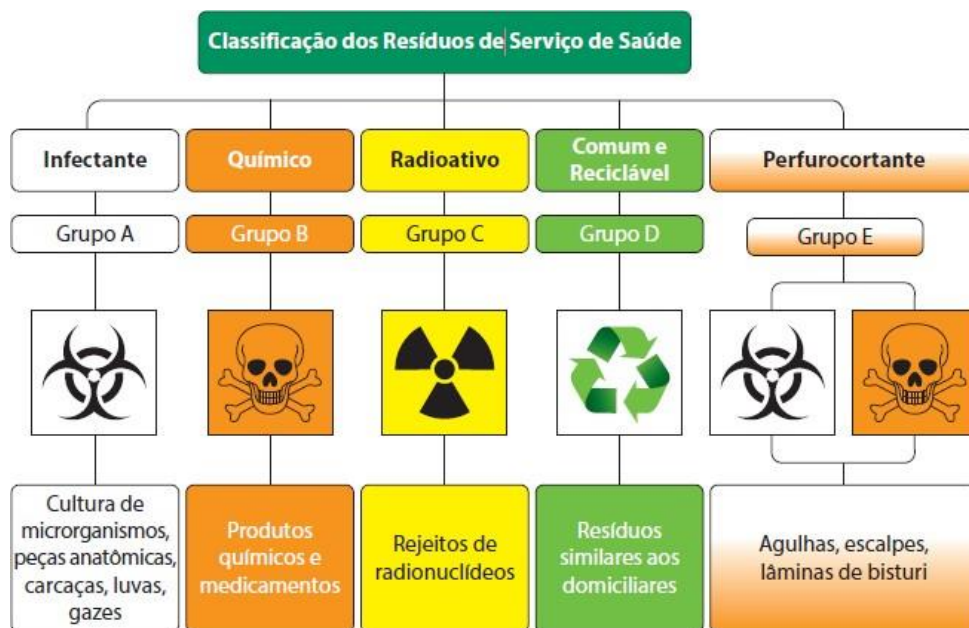 Classificação dos Resíduos de Serviço de Saúde
Infectante
Químico
Radioativo
Comum e
Reciclável
Perfurocortante
Grupo A
Grupo B
Grupo C
Grupo D
Grupo E
Cultura de
microrganismos,
peças anatômicas,
carcaças, luvas,
gazes
Produtos
químicos e
medicamentos
Rejeitos de
radionuclídeos
Resíduos
similares aos
domiciliares
Agulhas, escalpes,
lâminas de bisturi